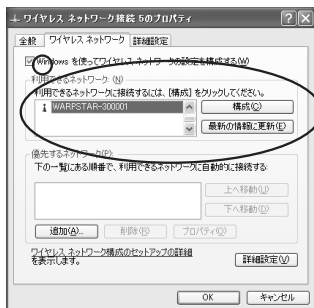 ワイヤレス ネットワーク接続 5のプロパティ
全般 ワイヤレス ネットワーク 詳細設定
Windows を使ってワイヤレス ネットワークの設定を構成する(W)
利用できるネットワーク: (N)
利用できるネットワークに接続するには、[構成] をクリックしてください。
WARPSTAR-300001
構成(C)
最新の情報に更新(E)
優先するネットワーク(P):
下の一覧にある順番で、利用できるネットワークに自動的に接続する:
上へ移動(U)
下へ移動(D)
追加(A)... 削除(R) プロパティ(O)
ワイヤレス ネットワーク構成のセットアップの詳細
を表示します。
詳細設定(V)
OK キャンセル